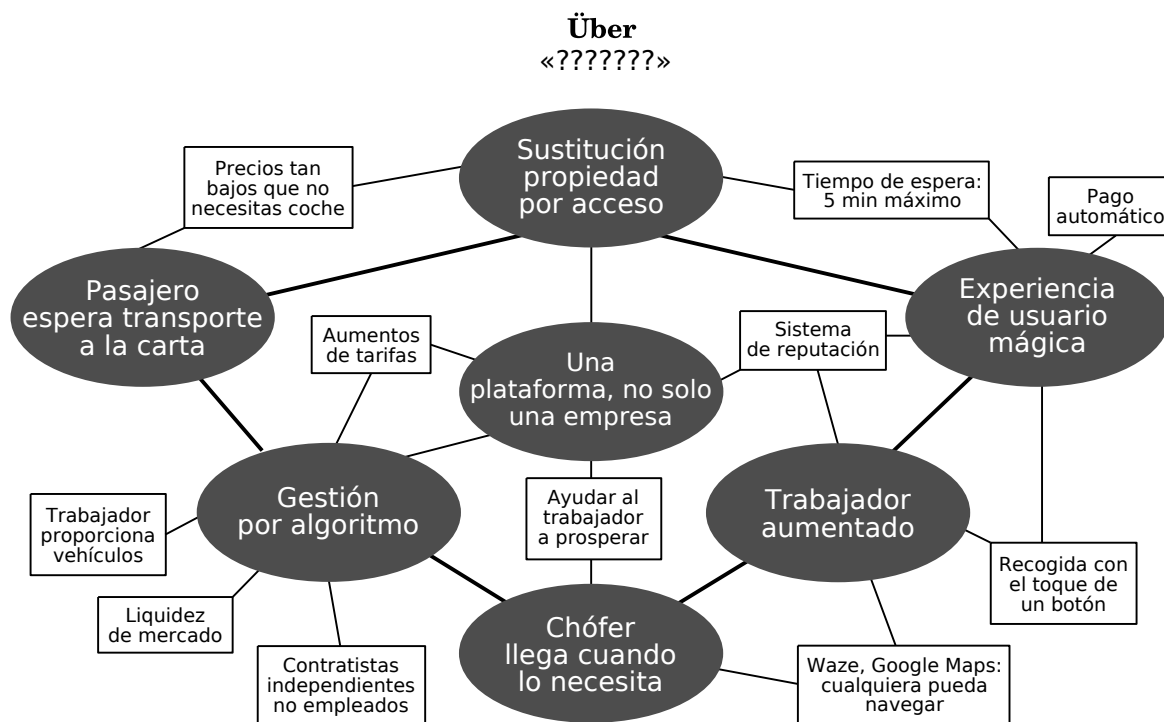 Über
«???????»
Sustitución
propiedad
por acceso
Precios tan
bajos que no
necesitas coche
Tiempo de espera:
5 min máximo
Pago
automático
Pasajero
espera transporte
a la carta
Experiencia
de usuario
mágica
Aumentos
de tarifas
Sistema
de reputación
Una
plataforma, no solo
una empresa
Gestión
por algoritmo
Trabajador
aumentado
Ayudar al
trabajador
a prosperar
Trabajador
proporciona
vehículos
Recogida con
el toque de
un botón
Liquidez
de mercado
Chófer
llega cuando
lo necesita
Contratistas
independientes
no empleados
Waze, Google Maps:
cualquiera pueda
navegar